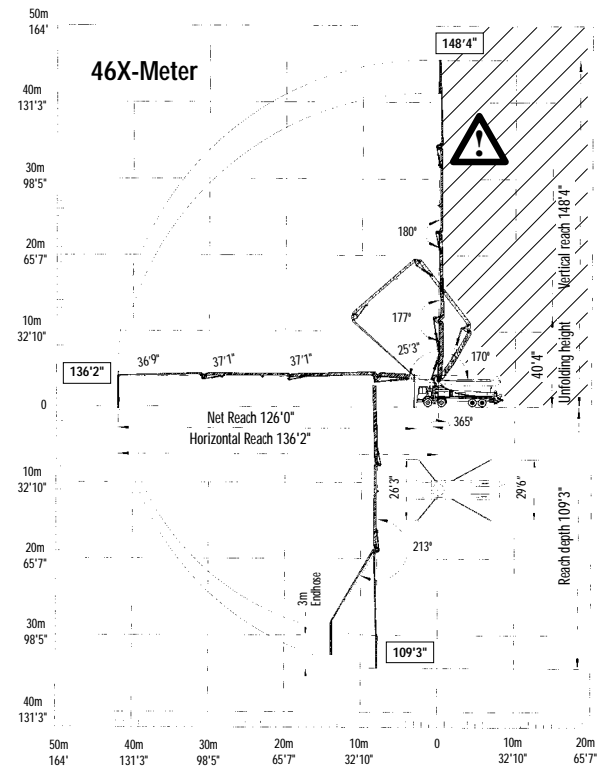 50m
164'
148'4"
46X-Meter
40m
131'3"
30m
98'5"
20m
65'7"
180°
Vertical reach 148'4"
177°
10m
32'10"
25'3"
170°
40'4"
Unfolding height
36'9"
37'1"
37'1"
136'2"
0
365°
Net Reach 126'0"
Horizontal Reach 136'2"
10m
32'10"
26'3"
29'6"
Reach depth 109'3"
213°
20m
65'7"
3m
Endhose
30m
98'5"
109'3"
40m
131'3"
50m
164'
40m
131'3"
30m
98'5"
20m
65'7"
10m
32'10"
0
10m
32'10"
20m
65'7"